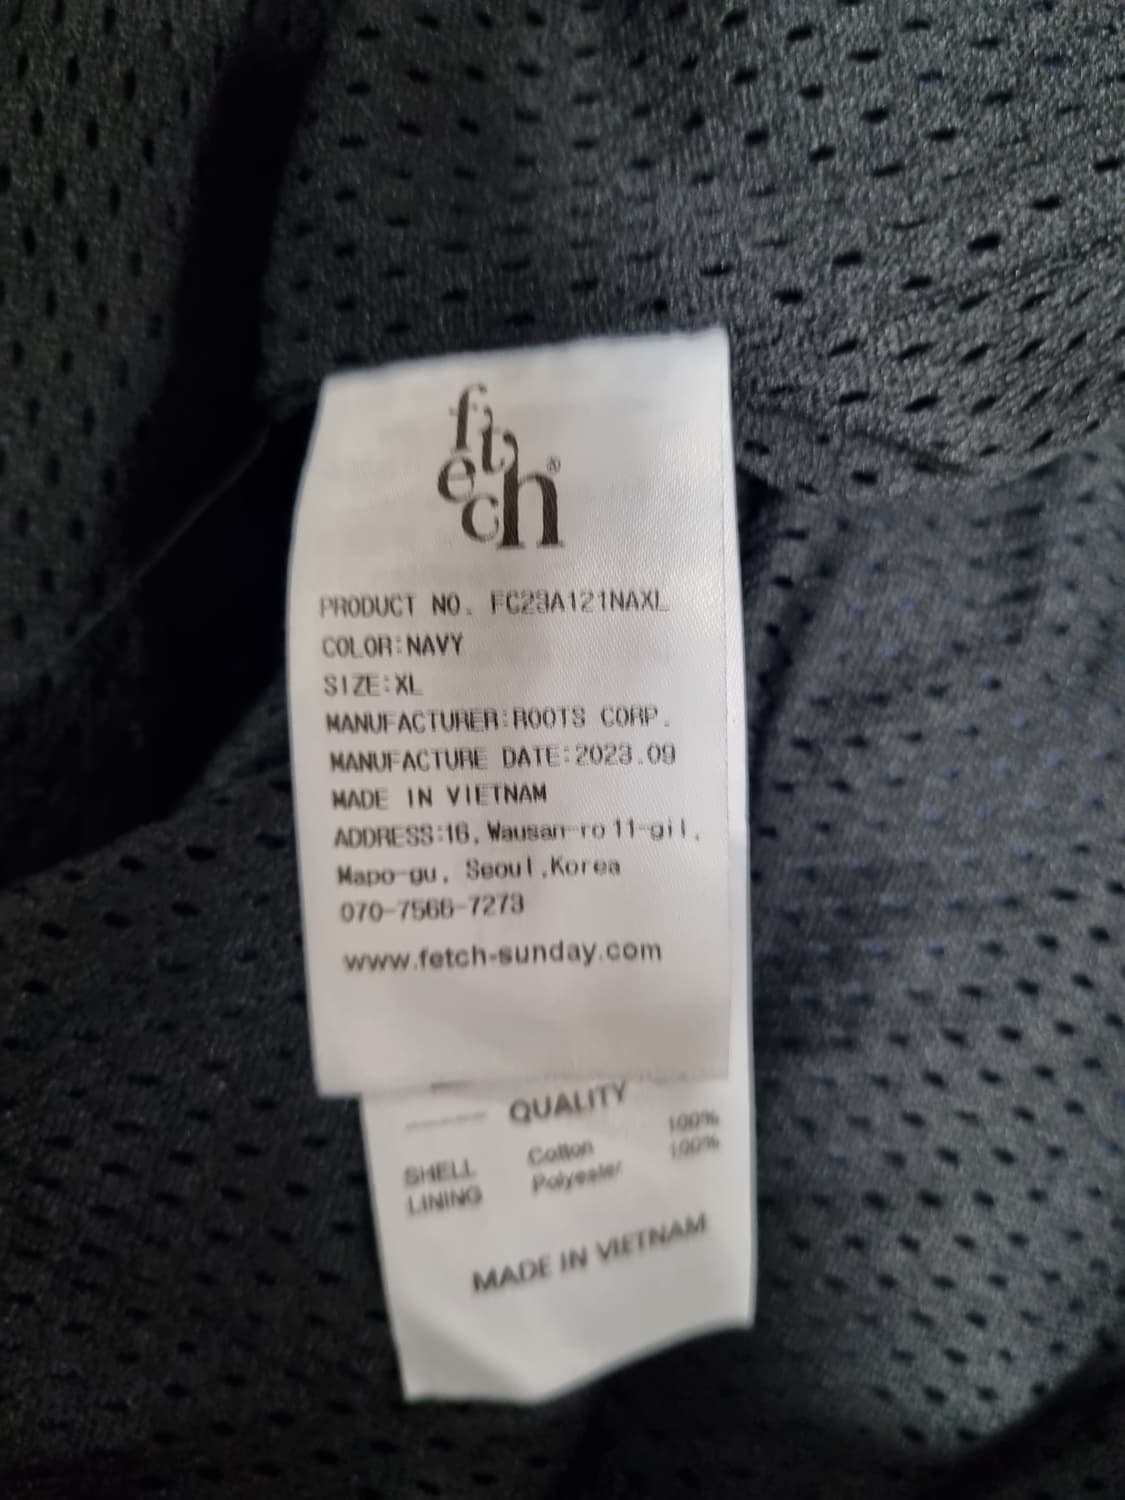 fetch®
PRODUCT NO. FC23A121NAXL
COLOR:NAVY
SIZE:XL
MANUFACTURER:ROOTS CORP.
MANUFACTURE DATE:2023.09
MADE IN VIETNAM
ADDRESS:16, Wausan-ro 11-gil,
Mapo-gu, Seoul,Korea
070-7566-7273
www.fetch-sunday.com
QUALITY
SHELL Cotton 100%
LINING Polyester 100%
MADE IN VIETNAM